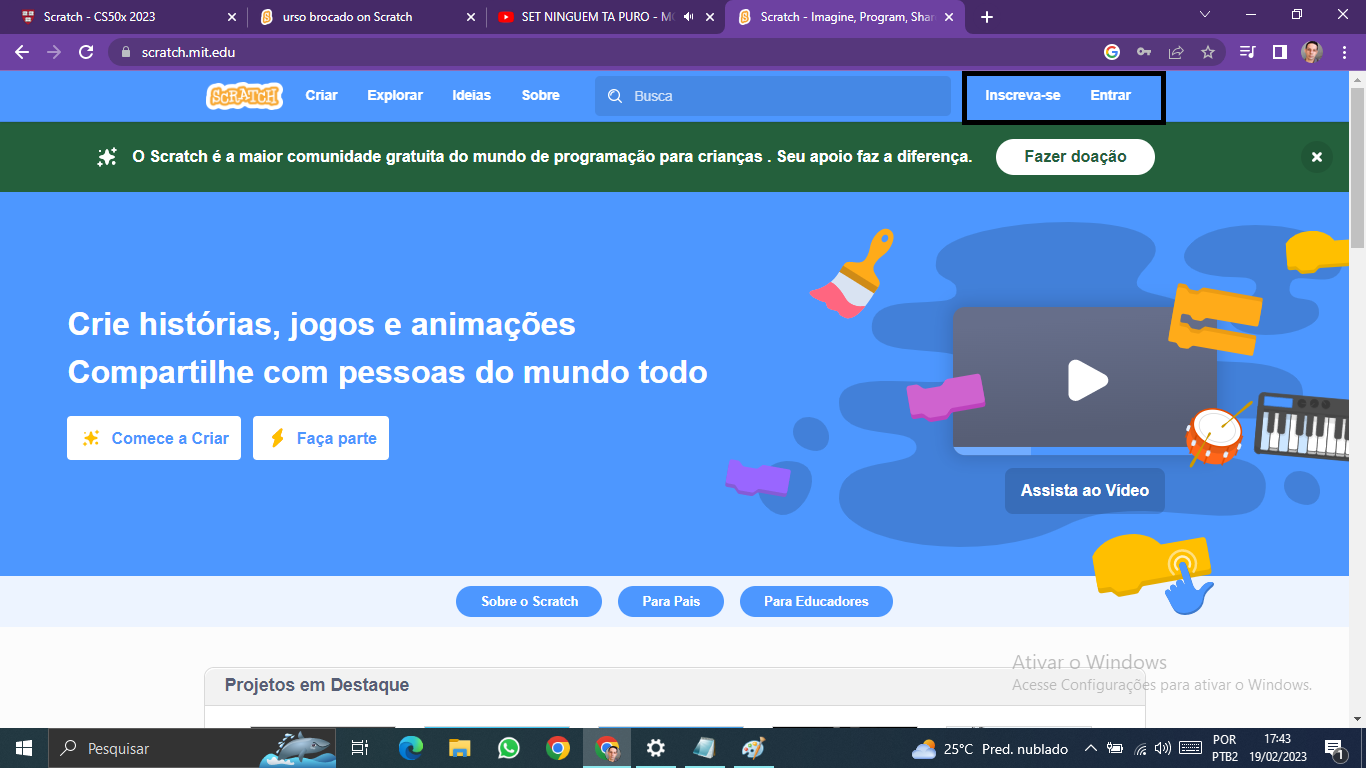 Scratch - CS50x 2023
urso brocado on Scratch
SET NINGUEM TA PURO - M
Scratch - Imagine, Program, Shar
scratch.mit.edu
SCRATCH
Criar
Explorar
Ideias
Sobre
Busca
Inscreva-se
Entrar
O Scratch é a maior comunidade gratuita do mundo de programação para crianças . Seu apoio faz a diferença.
Fazer doação
Crie histórias, jogos e animações
Compartilhe com pessoas do mundo todo
Comece a Criar
Faça parte
Assista ao Vídeo
Sobre o Scratch
Para Pais
Para Educadores
Projetos em Destaque
Ativar o Windows
Acesse Configurações para ativar o Windows.
Pesquisar
25°C Pred. nublado
POR
PTB2
17:43
19/02/2023
1